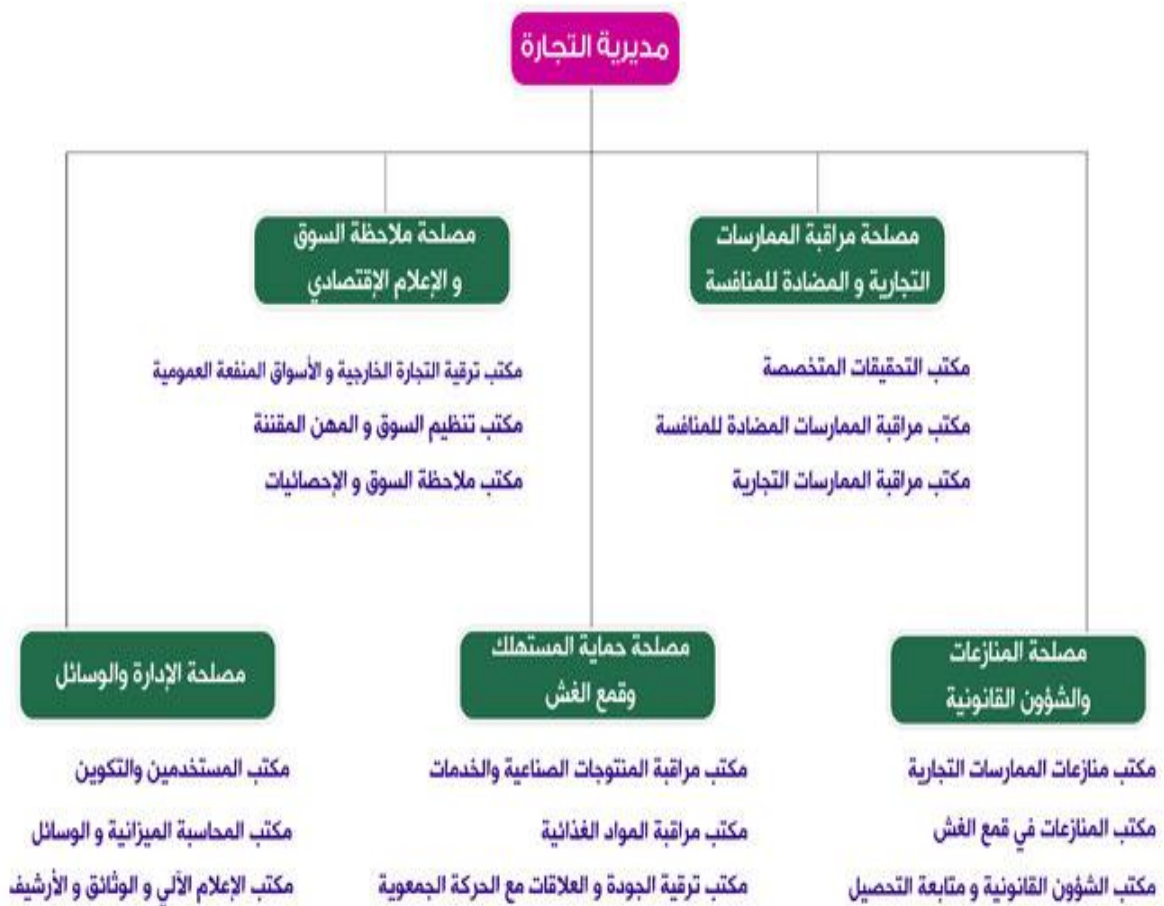 مديرية التجارة
مصلحة مراقبة الممارسات
التجارية و المضادة للمنافسة
مكتب التحقيقات المتخصصة
مكتب مراقبة الممارسات المضادة للمنافسة
مكتب مراقبة الممارسات التجارية
مصلحة ملاحظة السوق
و الإعلام الإقتصادي
مكتب ترقية التجارة الخارجية و الأسواق المنفعة العمومية
مكتب تنظيم السوق و المهن المقننة
مكتب ملاحظة السوق و الإحصائيات
مصلحة المنازعات
والشؤون القانونية
مكتب منازعات الممارسات التجارية
مكتب المنازعات في قمع الغش
مكتب الشؤون القانونية و متابعة التحصيل
مصلحة حماية المستهلك
وقمع الغش
مكتب مراقبة المنتوجات الصناعية والخدمات
مكتب مراقبة المواد الغذائية
مكتب ترقية الجودة و العلاقات مع الحركة الجمعوية
مصلحة الإدارة والوسائل
مكتب المستخدمين والتكوين
مكتب المحاسبة الميزانية و الوسائل
مكتب الإعلام الآلي و الوثائق و الأرشيف